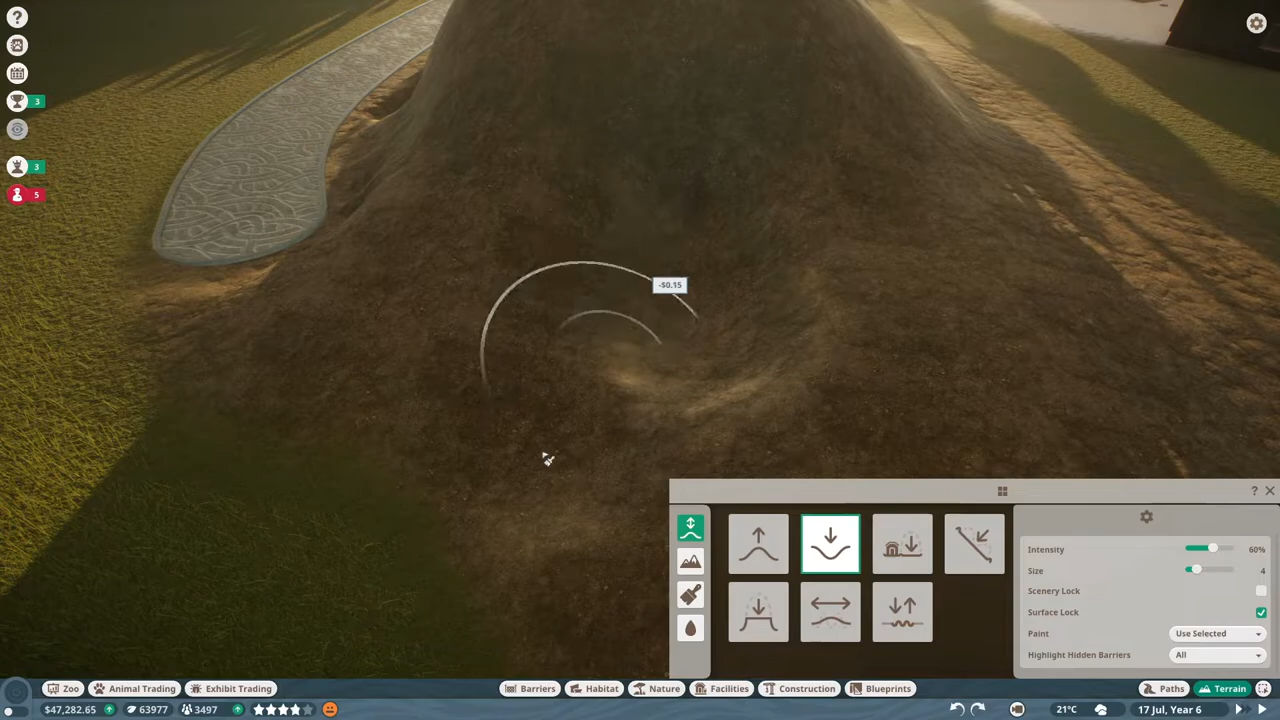 ?
3
3
5
-$0.15
?
Intensity 60%
Size 4
Scenery Lock
Surface Lock
Paint Use Selected
Highlight Hidden Barriers All
Zoo Animal Trading Exhibit Trading Barriers Habitat Nature Facilities Construction Blueprints Paths Terrain
$47,282.65 63977 3497 21°C 17 Jul, Year 6